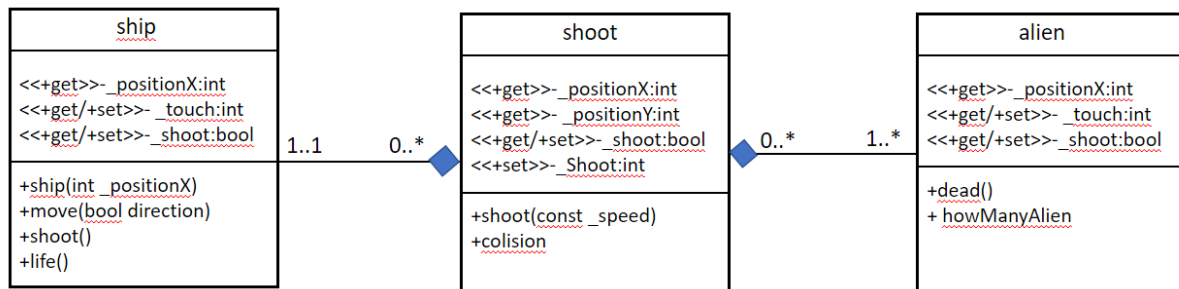 ship
<<+get>>-_positionX:int
<<+get/+set>>- _touch:int
<<+get/+set>>-_shoot:bool
+ship(int _positionX)
+move(bool direction)
+shoot()
+life()
1..1
0..*
shoot
<<+get>>-_positionX:int
<<+get>>-_positionY:int
<<+get/+set>>-_shoot:bool
<<+set>>-_Shoot:int
+shoot(const _speed)
+colision
0..*
1..*
alien
<<+get>>-_positionX:int
<<+get/+set>>-_touch:int
<<+get/+set>>-_shoot:bool
+dead()
+ howManyAlien